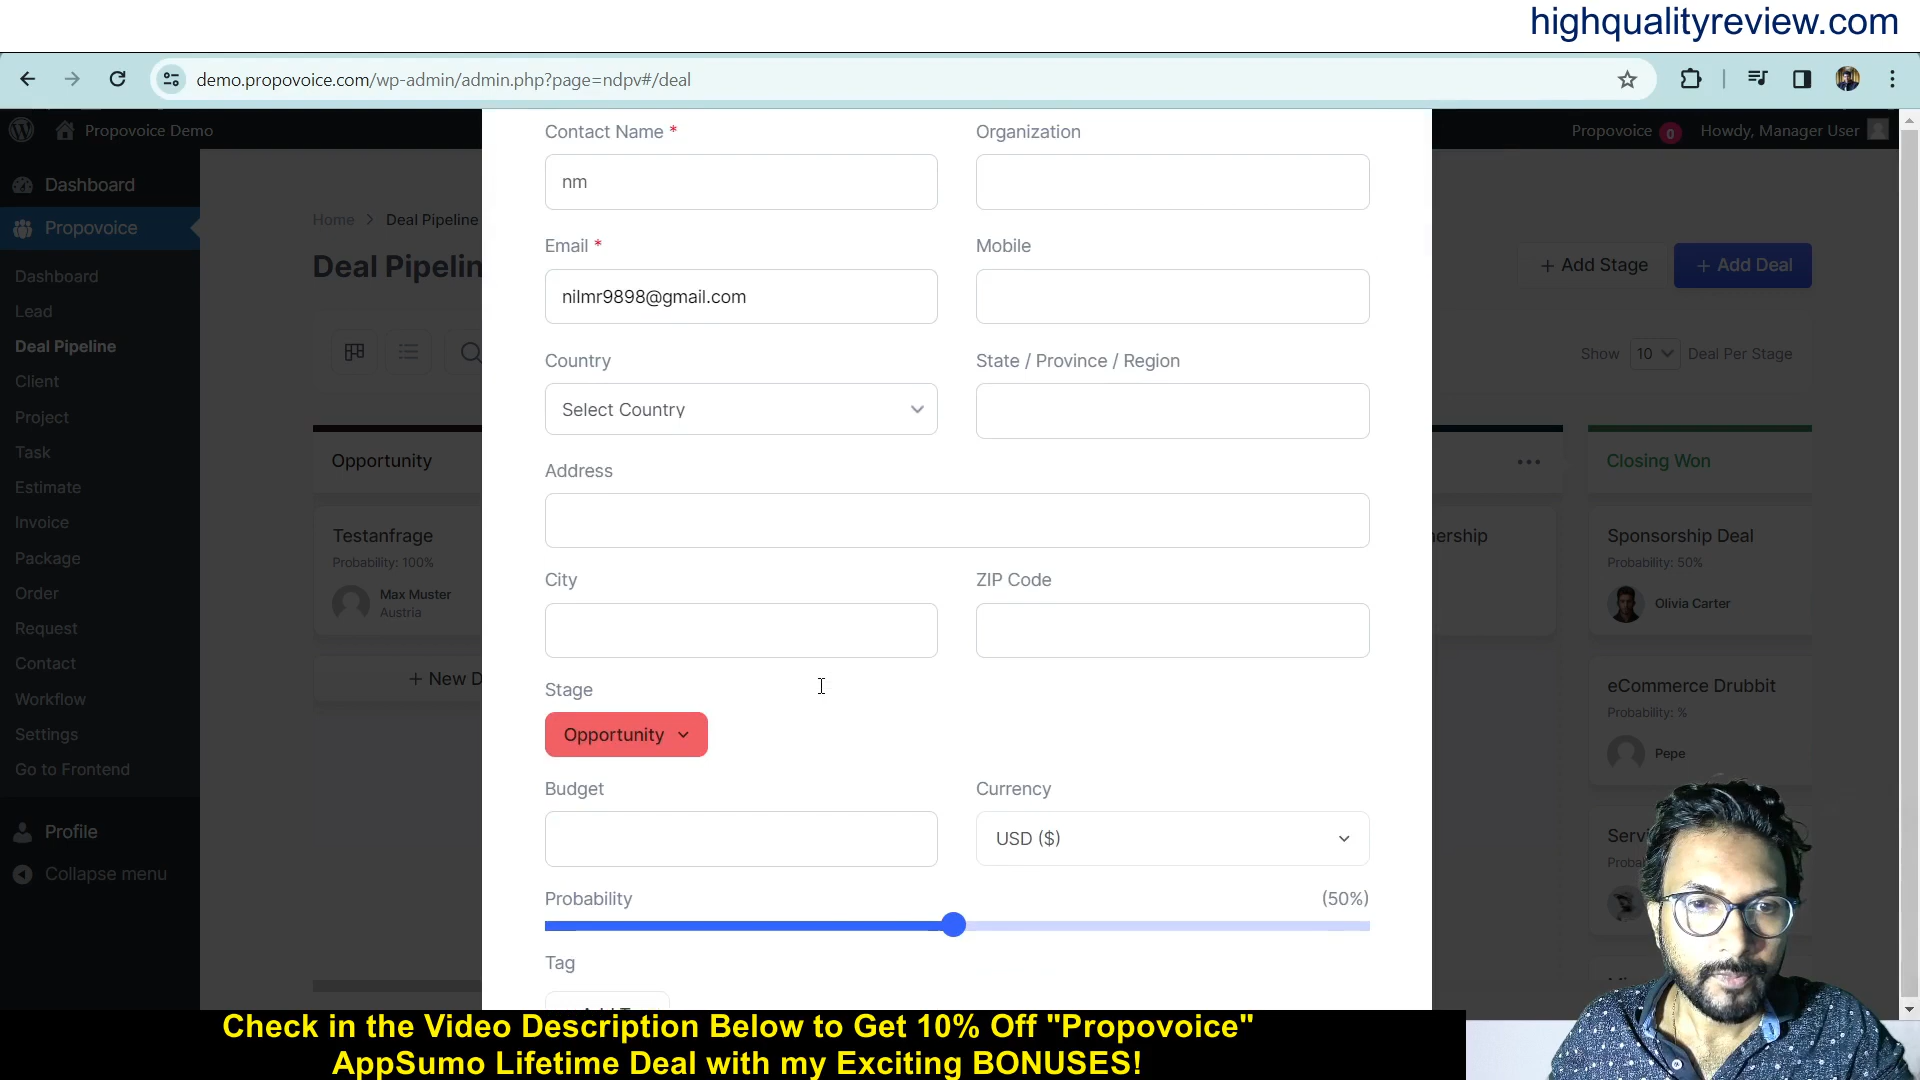 highqualityreview.com
demo.propovoice.com/wp-admin/admin.php?page=ndpv#/deal
Propovoice Demo
Propovoice 0
Howdy, Manager User
Dashboard
Propovoice
Dashboard
Lead
Deal Pipeline
Client
Project
Task
Estimate
Invoice
Package
Order
Request
Contact
Workflow
Settings
Go to Frontend
Profile
Collapse menu
Home > Deal Pipeline
Deal Pipelin
+ Add Stage
+ Add Deal
Show 10 Deal Per Stage
Opportunity
Testanfrage
Probability: 100%
Max Muster
Austria
+ New D
Contact Name *
nm
Organization
Email *
nilmr9898@gmail.com
Mobile
Country
Select Country
State / Province / Region
Address
City
ZIP Code
Stage
Opportunity
Budget
Currency
USD ($)
Probability
(50%)
Tag
nership
Closing Won
Sponsorship Deal
Probability: 50%
Olivia Carter
eCommerce Drubbit
Probability: %
Pepe
Servi
Proba
Check in the Video Description Below to Get 10% Off "Propovoice"
AppSumo Lifetime Deal with my Exciting BONUSES!